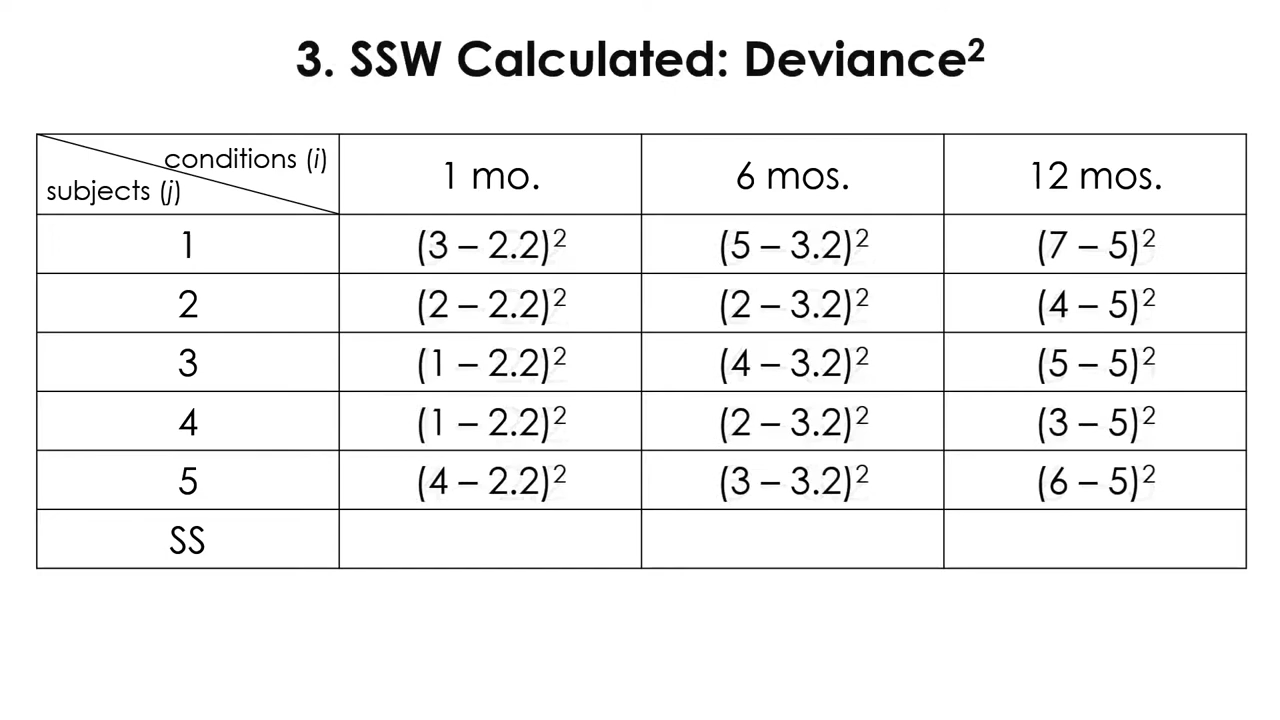 3. SSW Calculated: Deviance²
conditions (i)
subjects (j)
1 mo. 6 mos. 12 mos.
1 (3 – 2.2)² (5 – 3.2)² (7 – 5)²
2 (2 – 2.2)² (2 – 3.2)² (4 – 5)²
3 (1 – 2.2)² (4 – 3.2)² (5 – 5)²
4 (1 – 2.2)² (2 – 3.2)² (3 – 5)²
5 (4 – 2.2)² (3 – 3.2)² (6 – 5)²
SS